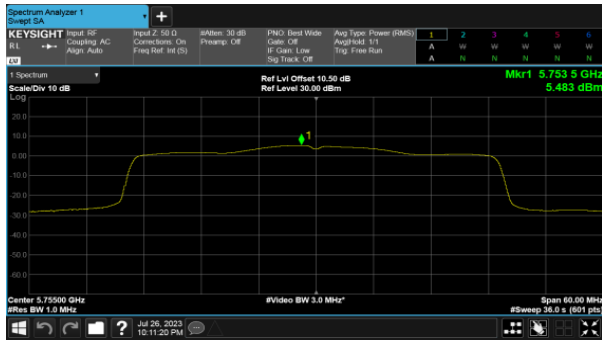 Spectrum Analyzer 1
Swept SA
KEYSIGHT
RL
Input: RF
Coupling: AC
Align: Auto
Input Z: 50 Ω
Corrections: On
Freq Ref: Int (S)
#Atten: 30 dB
Preamp: Off
PNO: Best Wide
Gate: Off
IF Gain: Low
Sig Track: Off
Avg Type: Power (RMS)
Avg|Hold: 1/1
Trig: Free Run
1 2 3 4 5 6
A W W W W W
A N N N N N
1 Spectrum
Scale/Div 10 dB
Ref Lvl Offset 10.50 dB
Ref Level 30.00 dBm
Mkr1 5.753 5 GHz
5.483 dBm
Log
20.0
10.0
0.00
-10.0
-20.0
-30.0
-40.0
-50.0
-60.0
1
Center 5.75500 GHz
#Res BW 1.0 MHz
#Video BW 3.0 MHz*
Span 60.00 MHz
#Sweep 36.0 s (601 pts)
Jul 26, 2023
10:11:20 PM